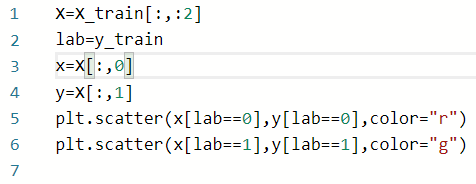 1 X=X_train[:,:2]
2 lab=y_train
3 x=X[:,0]
4 y=X[:,1]
5 plt.scatter(x[lab==0],y[lab==0],color="r")
6 plt.scatter(x[lab==1],y[lab==1],color="g")
7